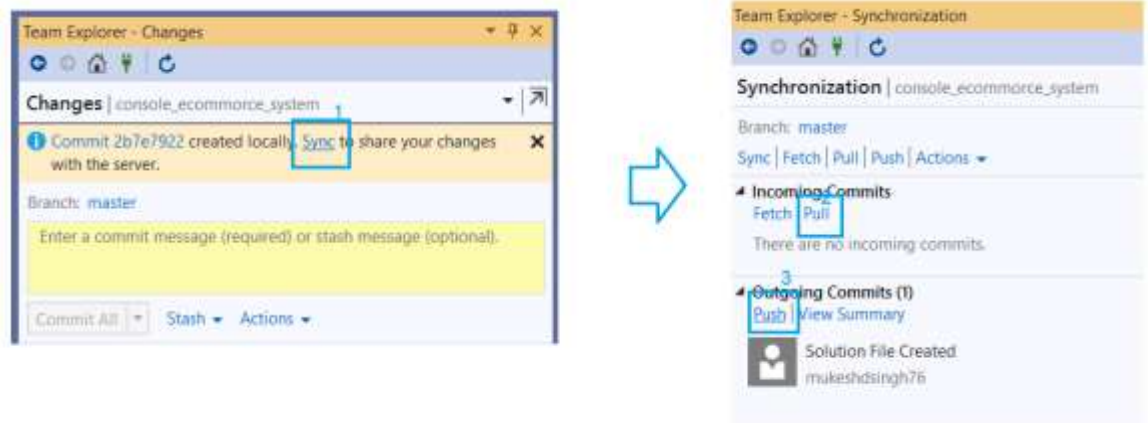 Team Explorer - Changes
Changes | console_ecommorce_system
1
Commit 2b7e7922 created locally. Sync to share your changes
with the server.
Branch: master
Enter a commit message (required) or stash message (optional).
Commit All
Stash
Actions
Team Explorer - Synchronization
Synchronization | console_ecommorce_system
Branch: master
Sync | Fetch | Pull | Push | Actions
Incoming Commits
2
Fetch | Pull
There are no incoming commits.
3
Outgoing Commits (1)
Push | View Summary
Solution File Created
mukeshdsingh76